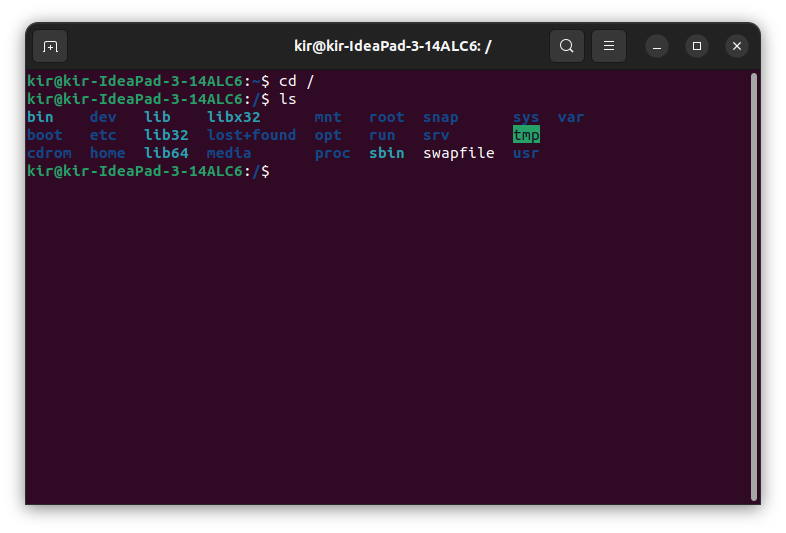 kir@kir-IdeaPad-3-14ALC6: /
kir@kir-IdeaPad-3-14ALC6:~$ cd /
kir@kir-IdeaPad-3-14ALC6:/$ ls
bin    dev   lib    libx32      mnt   root  snap      sys  var
boot   etc   lib32  lost+found  opt   run   srv       tmp
cdrom  home  lib64  media       proc  sbin  swapfile  usr
kir@kir-IdeaPad-3-14ALC6:/$